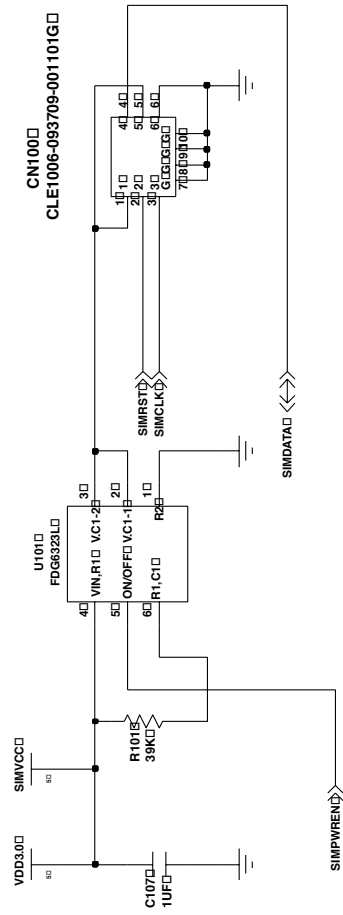 CN100□
CLE1006-093709-001101G□
U101□
FDG6323L□
VDD3.0□
5□
SIMVCC□
5□
4□
VIN,R1□
V.C1-2□
3□
5□
ON/OFF□
V.C1-1□
2□
6□
R1,C1□
R2□
1□
R101□
39K□
C107□
1UF□
SIMPWREN□
SIMRST□
SIMCLK□
SIMDATA□
1□
1□
2□
2□
3□
3□
4□
4□
5□
5□
6□
6□
G□
G□
G□
G□
7□
8□
9□
10□